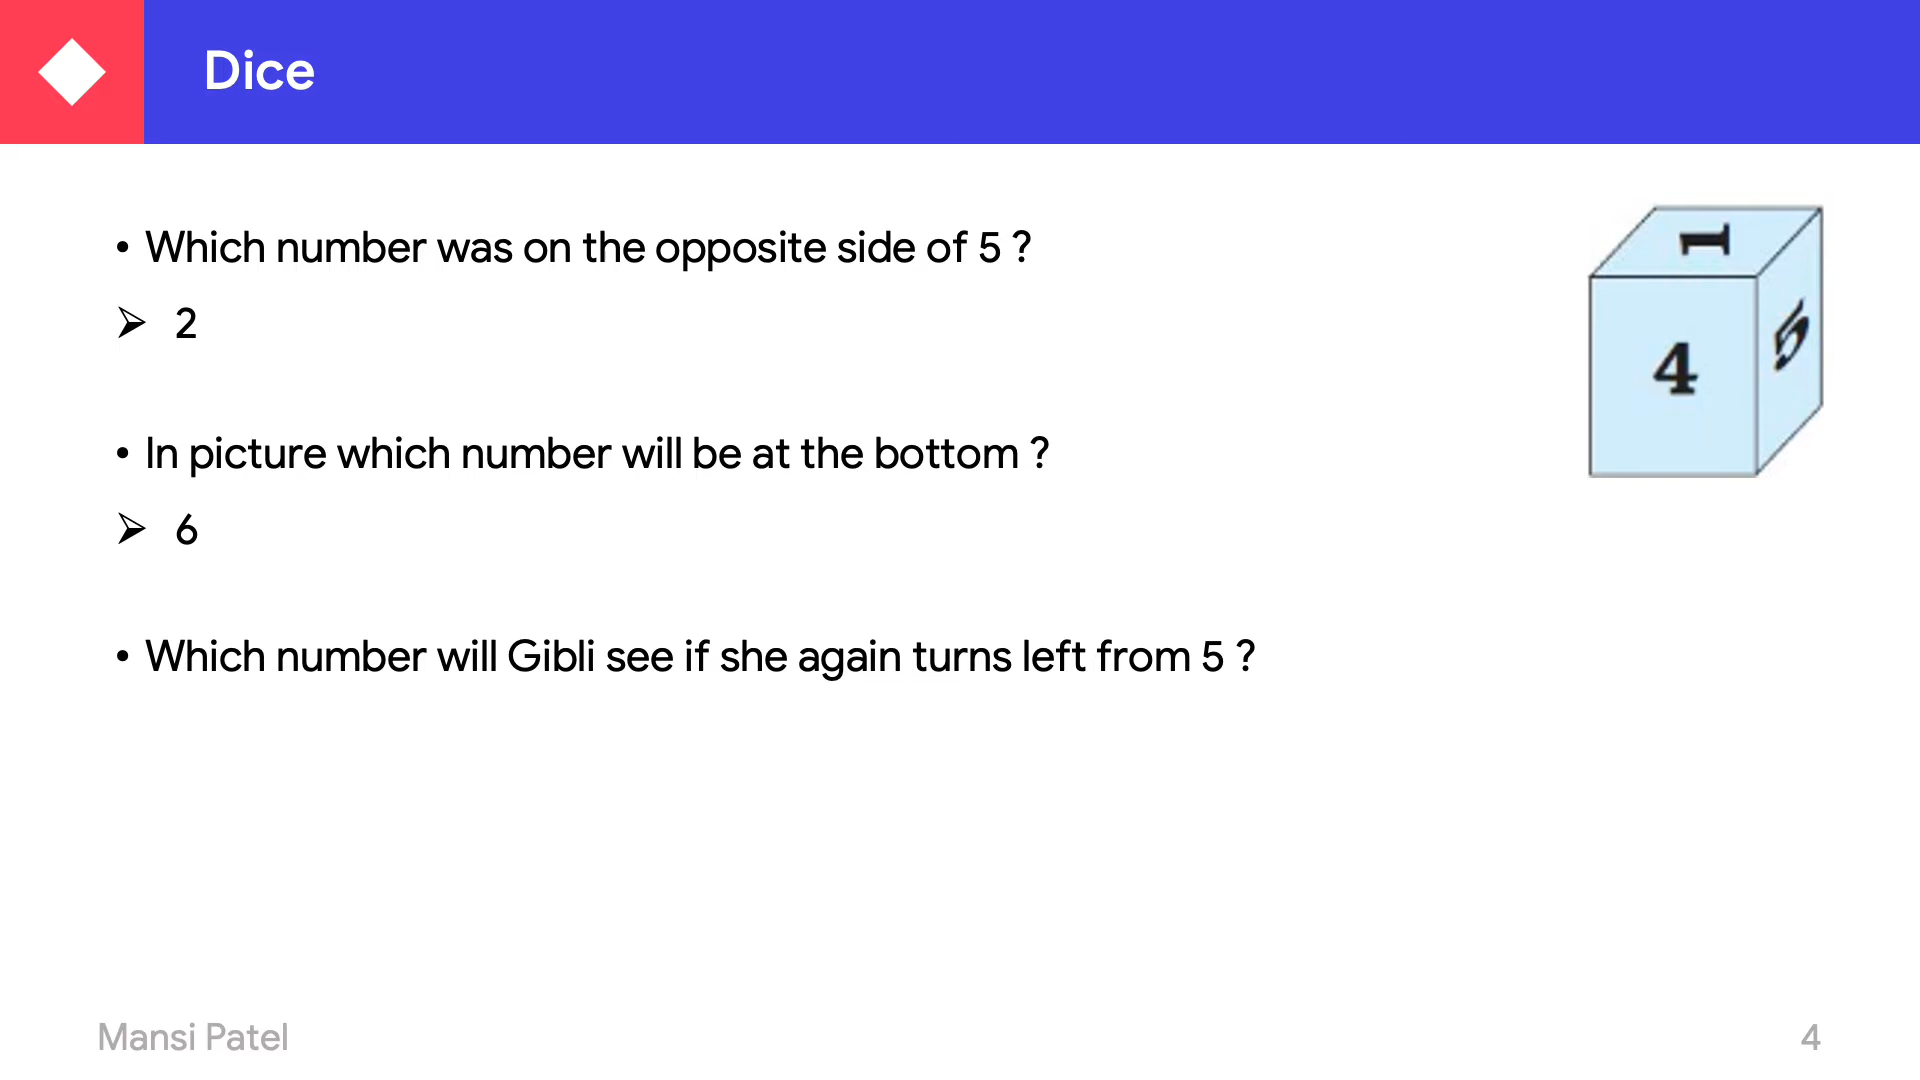 Dice
• Which number was on the opposite side of 5 ?
➢ 2
• In picture which number will be at the bottom ?
➢ 6
• Which number will Gibli see if she again turns left from 5 ?
1
4
5
Mansi Patel
4